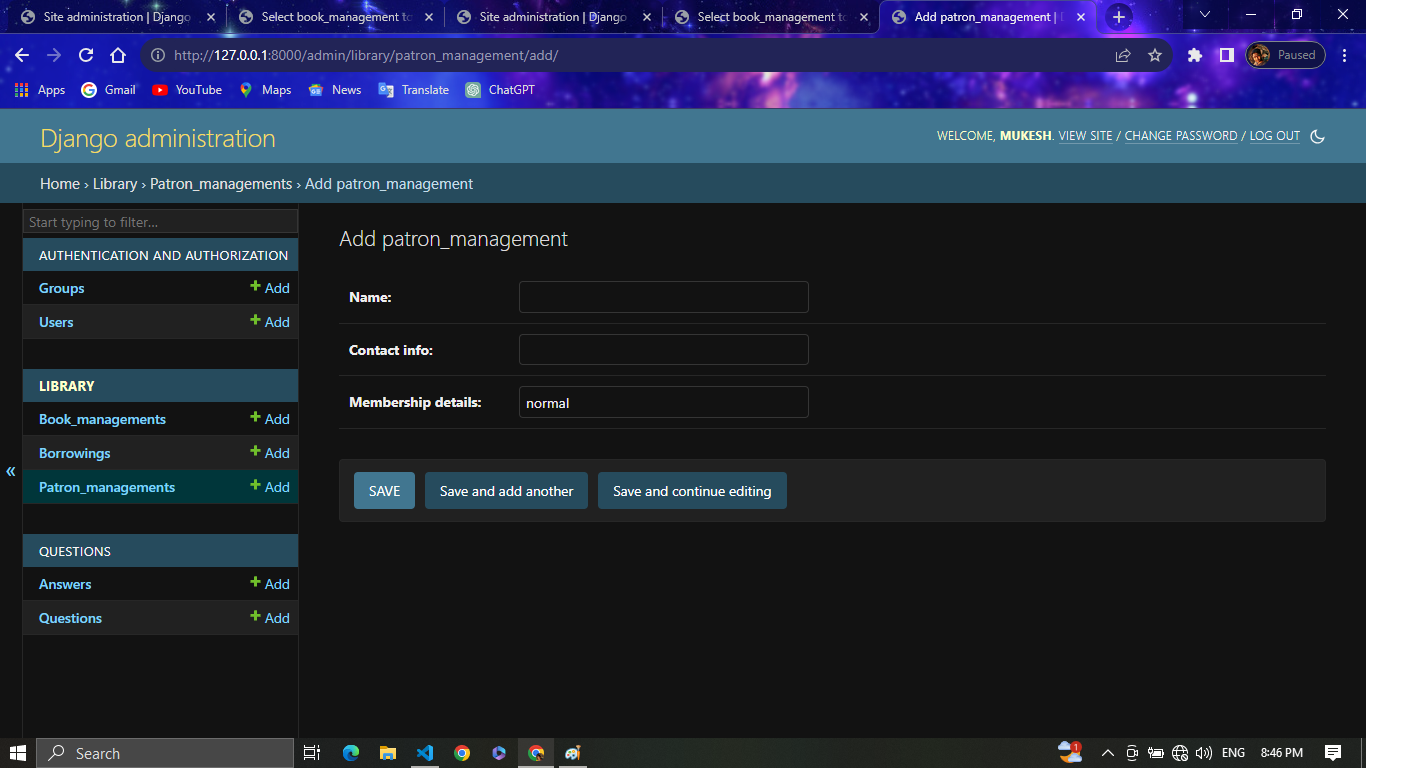 Site administration | Django
Select book_management to
Site administration | Django
Select book_management to
Add patron_management |
http://127.0.0.1:8000/admin/library/patron_management/add/
Paused
Apps
Gmail
YouTube
Maps
News
Translate
ChatGPT
Django administration
WELCOME, MUKESH. VIEW SITE / CHANGE PASSWORD / LOG OUT
Home › Library › Patron_managements › Add patron_management
Start typing to filter...
AUTHENTICATION AND AUTHORIZATION
Groups + Add
Users + Add
LIBRARY
Book_managements + Add
Borrowings + Add
Patron_managements + Add
«
QUESTIONS
Answers + Add
Questions + Add
Add patron_management
Name:
Contact info:
Membership details: normal
SAVE
Save and add another
Save and continue editing
Search
1
ENG
8:46 PM